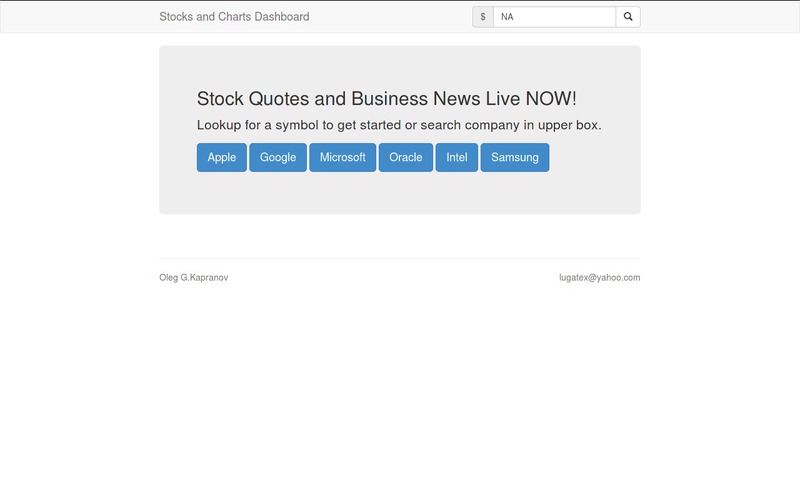 Stocks and Charts Dashboard
$ NA
Stock Quotes and Business News Live NOW!
Lookup for a symbol to get started or search company in upper box.
Apple Google Microsoft Oracle Intel Samsung
Oleg G.Kapranov lugatex@yahoo.com